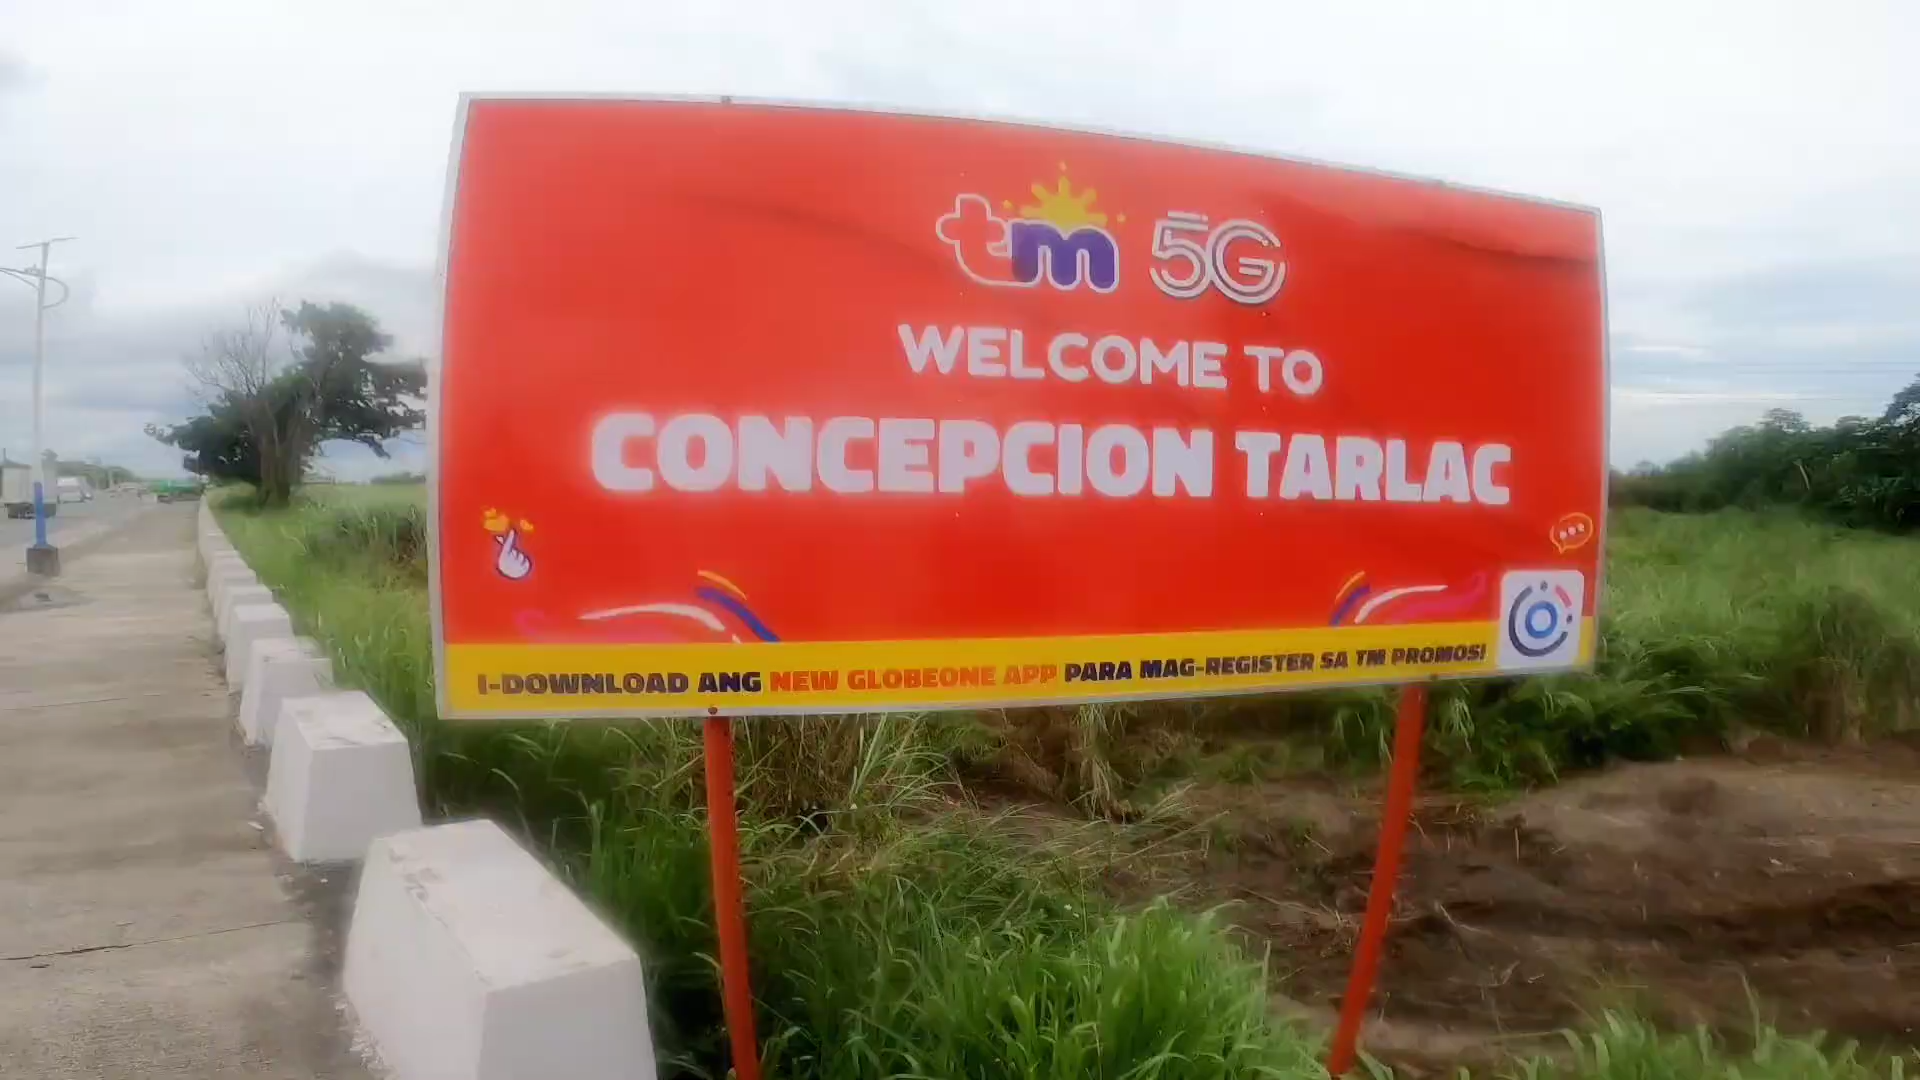 tm 5G
WELCOME TO
CONCEPCION TARLAC
I-DOWNLOAD ANG NEW GLOBEONE APP PARA MAG-REGISTER SA TM PROMOS!